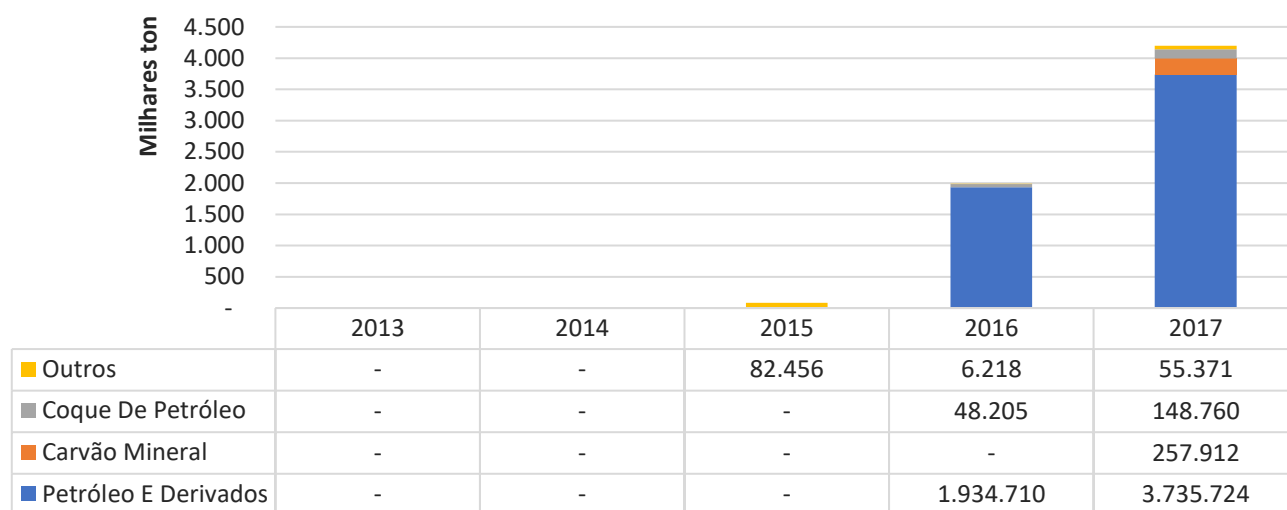 Milhares ton
4.500
4.000
3.500
3.000
2.500
2.000
1.500
1.000
500
-
2013 2014 2015 2016 2017
Outros - - 82.456 6.218 55.371
Coque De Petróleo - - - 48.205 148.760
Carvão Mineral - - - - 257.912
Petróleo E Derivados - - - 1.934.710 3.735.724